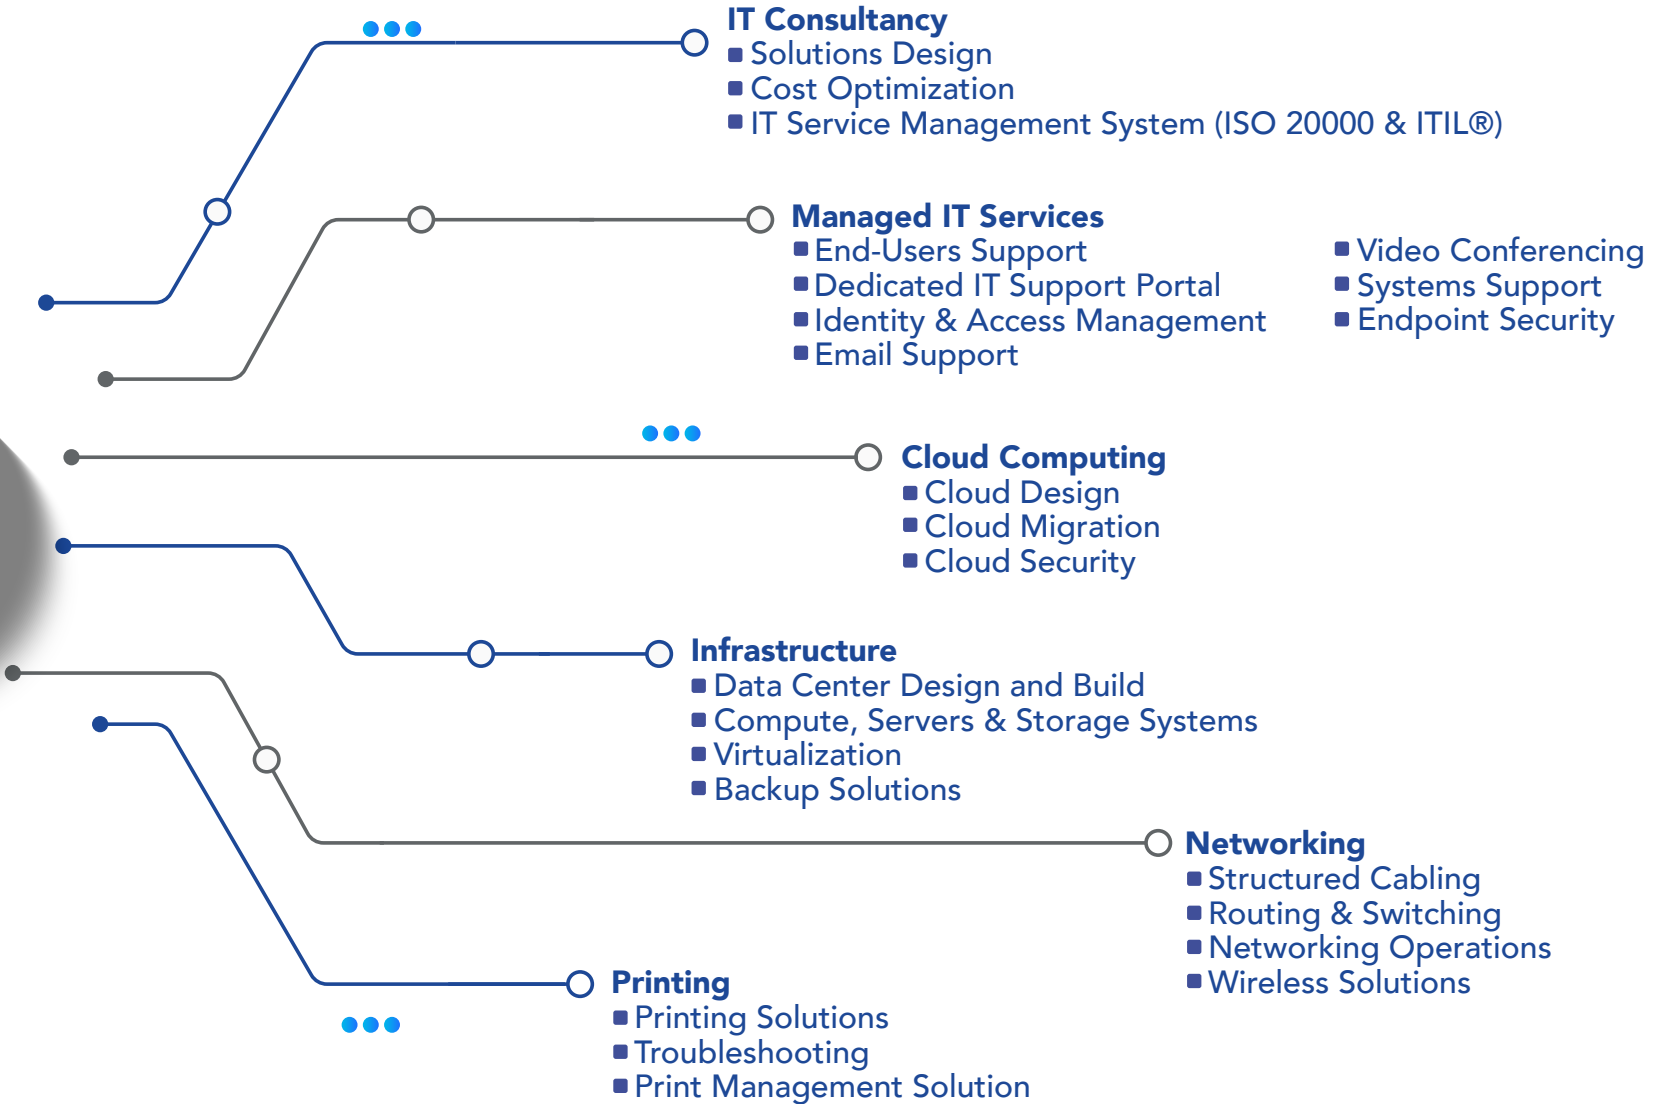 IT Consultancy
Solutions Design
Cost Optimization
IT Service Management System (ISO 20000 & ITIL®)
Managed IT Services
End-Users Support
Dedicated IT Support Portal
Identity & Access Management
Email Support
Video Conferencing
Systems Support
Endpoint Security
Cloud Computing
Cloud Design
Cloud Migration
Cloud Security
Infrastructure
Data Center Design and Build
Compute, Servers & Storage Systems
Virtualization
Backup Solutions
Networking
Structured Cabling
Routing & Switching
Networking Operations
Wireless Solutions
Printing
Printing Solutions
Troubleshooting
Print Management Solution